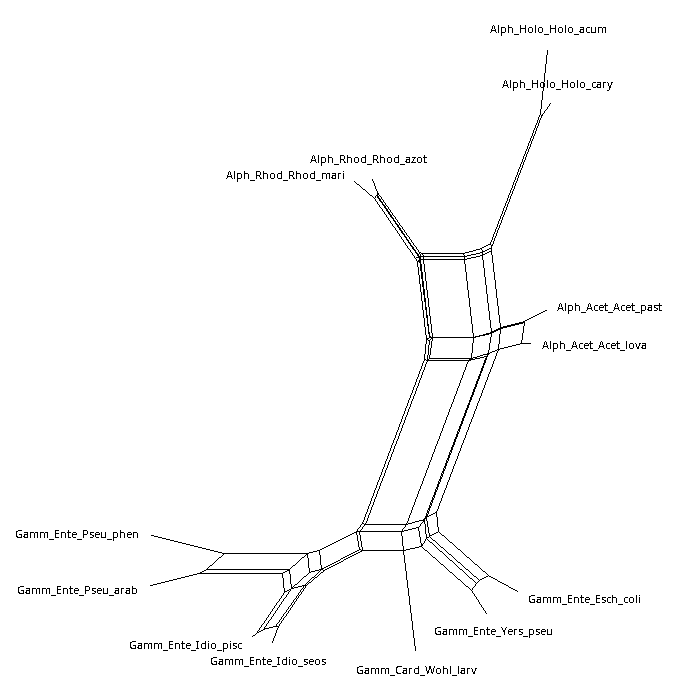 Alph_Holo_Holo_acum
Alph_Holo_Holo_cary
Alph_Rhod_Rhod_azot
Alph_Rhod_Rhod_mari
Alph_Acet_Acet_past
Alph_Acet_Acet_lova
Gamm_Ente_Pseu_phen
Gamm_Ente_Pseu_arab
Gamm_Ente_Esch_coli
Gamm_Ente_Yers_pseu
Gamm_Ente_Idio_pisc
Gamm_Ente_Idio_seos
Gamm_Card_Wohl_larv